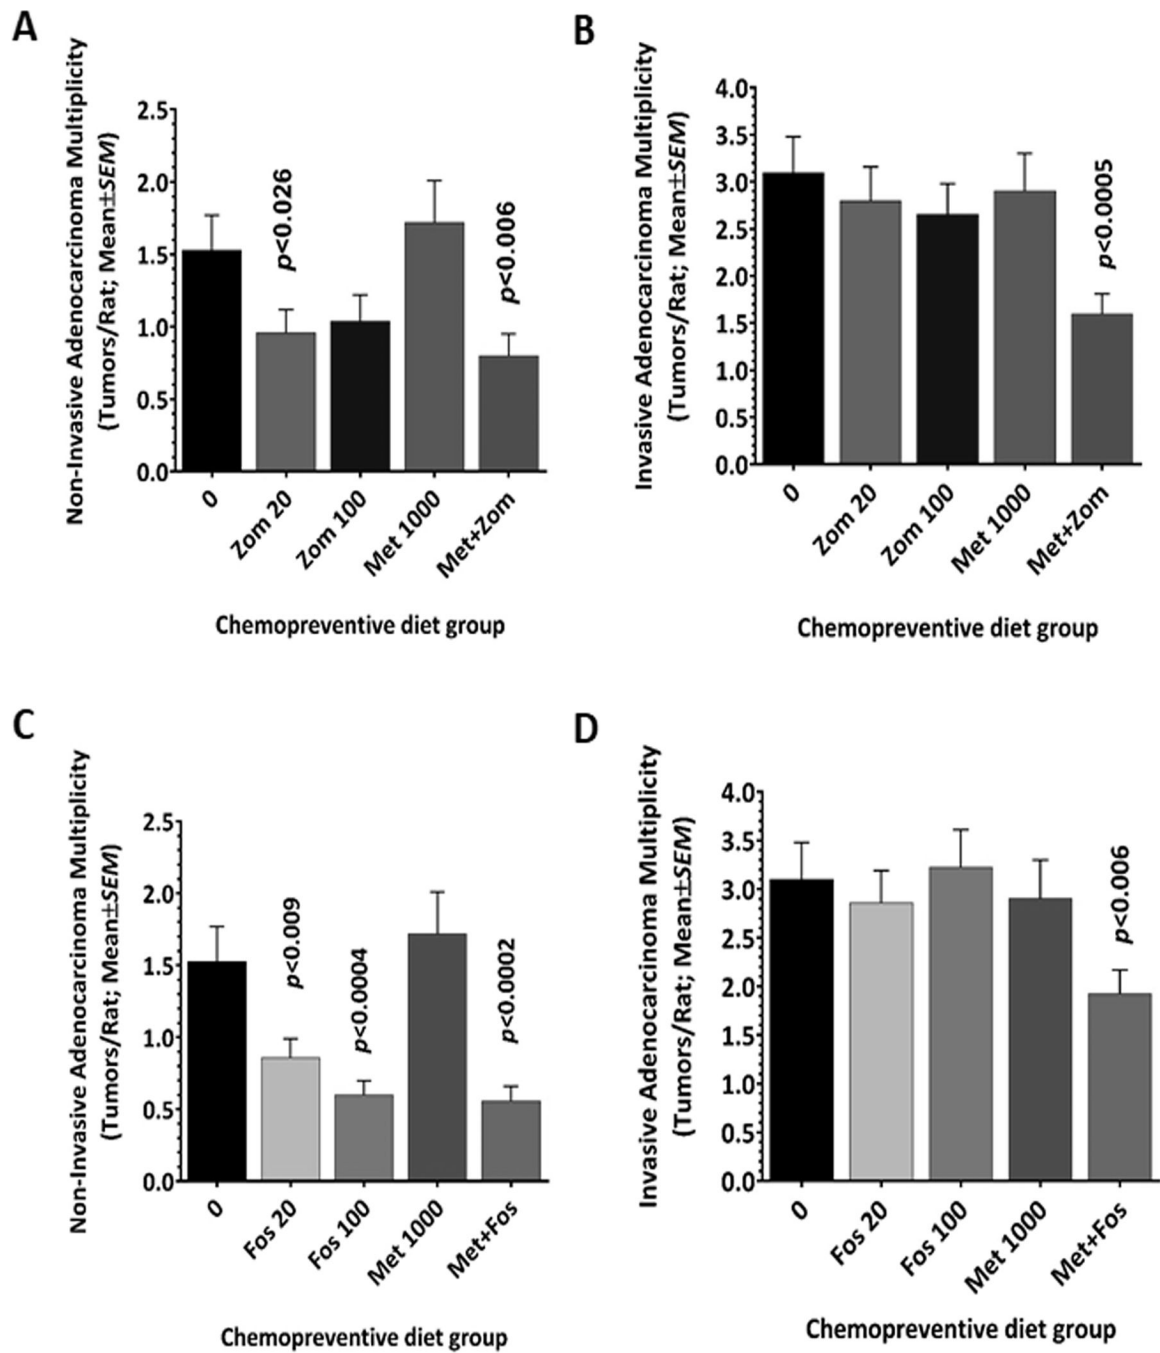 A
Non-Invasive Adenocarcinoma Multiplicity
(Tumors/Rat; Mean±SEM)
2.5
2.0
1.5
1.0
0.5
0.0
p<0.026
p<0.006
0
Zom 20
Zom 100
Met 1000
Met+Zom
Chemopreventive diet group
B
Invasive Adenocarcinoma Multiplicity
(Tumors/Rat; Mean±SEM)
4.0
3.5
3.0
2.5
2.0
1.5
1.0
0.5
0.0
p<0.0005
0
Zom 20
Zom 100
Met 1000
Met+Zom
Chemopreventive diet group
C
Non-Invasive Adenocarcinoma Multiplicity
(Tumors/Rat; Mean±SEM)
2.5
2.0
1.5
1.0
0.5
0.0
p<0.009
p<0.0004
p<0.0002
0
Fos 20
Fos 100
Met 1000
Met+Fos
Chemopreventive diet group
D
Invasive Adenocarcinoma Multiplicity
(Tumors/Rat; Mean±SEM)
4.0
3.5
3.0
2.5
2.0
1.5
1.0
0.5
0.0
p<0.006
0
Fos 20
Fos 100
Met 1000
Met+Fos
Chemopreventive diet group